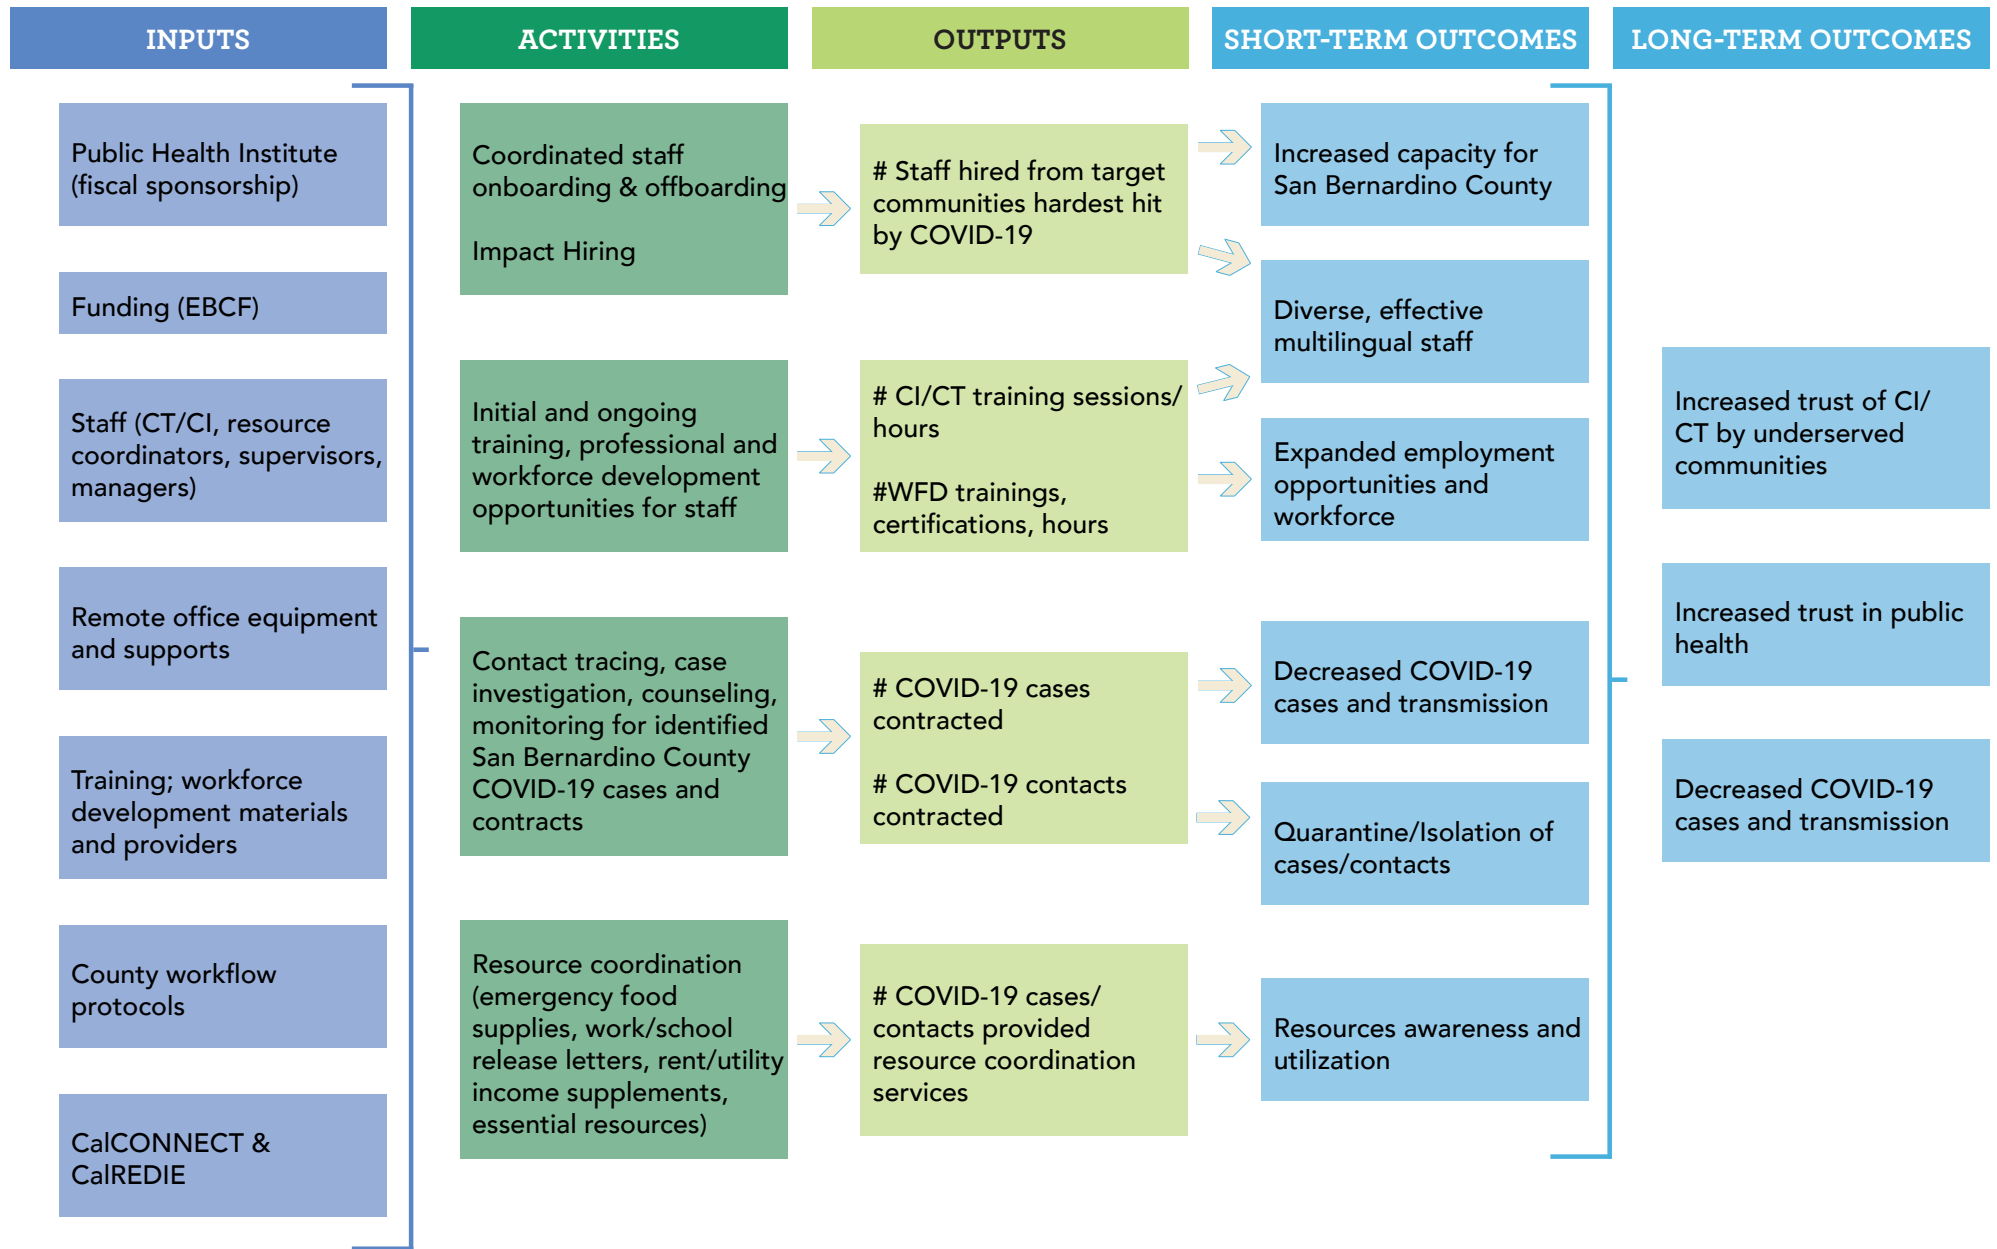 INPUTS
ACTIVITIES
OUTPUTS
SHORT-TERM OUTCOMES
LONG-TERM OUTCOMES
Public Health Institute
(fiscal sponsorship)
Funding (EBCF)
Staff (CT/CI, resource
coordinators, supervisors,
managers)
Remote office equipment
and supports
Training; workforce
development materials
and providers
County workflow
protocols
CalCONNECT &
CalREDIE
Coordinated staff
onboarding & offboarding
Impact Hiring
Initial and ongoing
training, professional and
workforce development
opportunities for staff
Contact tracing, case
investigation, counseling,
monitoring for identified
San Bernardino County
COVID-19 cases and
contracts
Resource coordination
(emergency food
supplies, work/school
release letters, rent/utility
income supplements,
essential resources)
# Staff hired from target
communities hardest hit
by COVID-19
# CI/CT training sessions/
hours
#WFD trainings,
certifications, hours
# COVID-19 cases
contracted
# COVID-19 contacts
contracted
# COVID-19 cases/
contacts provided
resource coordination
services
Increased capacity for
San Bernardino County
Diverse, effective
multilingual staff
Expanded employment
opportunities and
workforce
Decreased COVID-19
cases and transmission
Quarantine/Isolation of
cases/contacts
Resources awareness and
utilization
Increased trust of CI/
CT by underserved
communities
Increased trust in public
health
Decreased COVID-19
cases and transmission